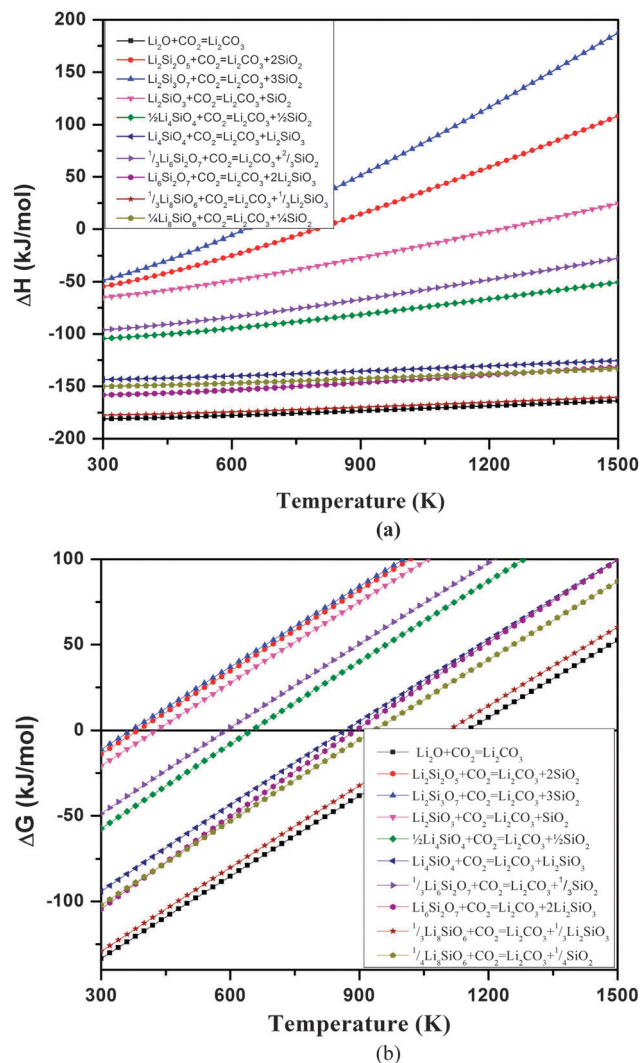 200
150
100
50
0
-50
-100
-150
-200
ΔH (kJ/mol)
Li₂O+CO₂=Li₂CO₃
Li₂Si₂O₅+CO₂=Li₂CO₃+2SiO₂
Li₂Si₃O₇+CO₂=Li₂CO₃+3SiO₂
Li₂SiO₃+CO₂=Li₂CO₃+SiO₂
½Li₄SiO₄+CO₂=Li₂CO₃+½SiO₂
Li₄SiO₄+CO₂=Li₂CO₃+Li₂SiO₃
¹/₃Li₆Si₂O₇+CO₂=Li₂CO₃+²/₃SiO₂
Li₆Si₂O₇+CO₂=Li₂CO₃+2Li₂SiO₃
¹/₃Li₈SiO₆+CO₂=Li₂CO₃+¹/₃Li₂SiO₃
¼Li₈SiO₆+CO₂=Li₂CO₃+¼SiO₂
300 600 900 1200 1500
Temperature (K)
(a)
100
50
0
-50
-100
ΔG (kJ/mol)
Li₂O+CO₂=Li₂CO₃
Li₂Si₂O₅+CO₂=Li₂CO₃+2SiO₂
Li₂Si₃O₇+CO₂=Li₂CO₃+3SiO₂
Li₂SiO₃+CO₂=Li₂CO₃+SiO₂
½Li₄SiO₄+CO₂=Li₂CO₃+½SiO₂
Li₄SiO₄+CO₂=Li₂CO₃+Li₂SiO₃
¹/₃Li₆Si₂O₇+CO₂=Li₂CO₃+¹/₃SiO₂
Li₆Si₂O₇+CO₂=Li₂CO₃+2Li₂SiO₃
¹/₃Li₈SiO₆+CO₂=Li₂CO₃+¹/₃Li₂SiO₃
¹/₄Li₈SiO₆+CO₂=Li₂CO₃+¹/₄SiO₂
300 600 900 1200 1500
Temperature (K)
(b)